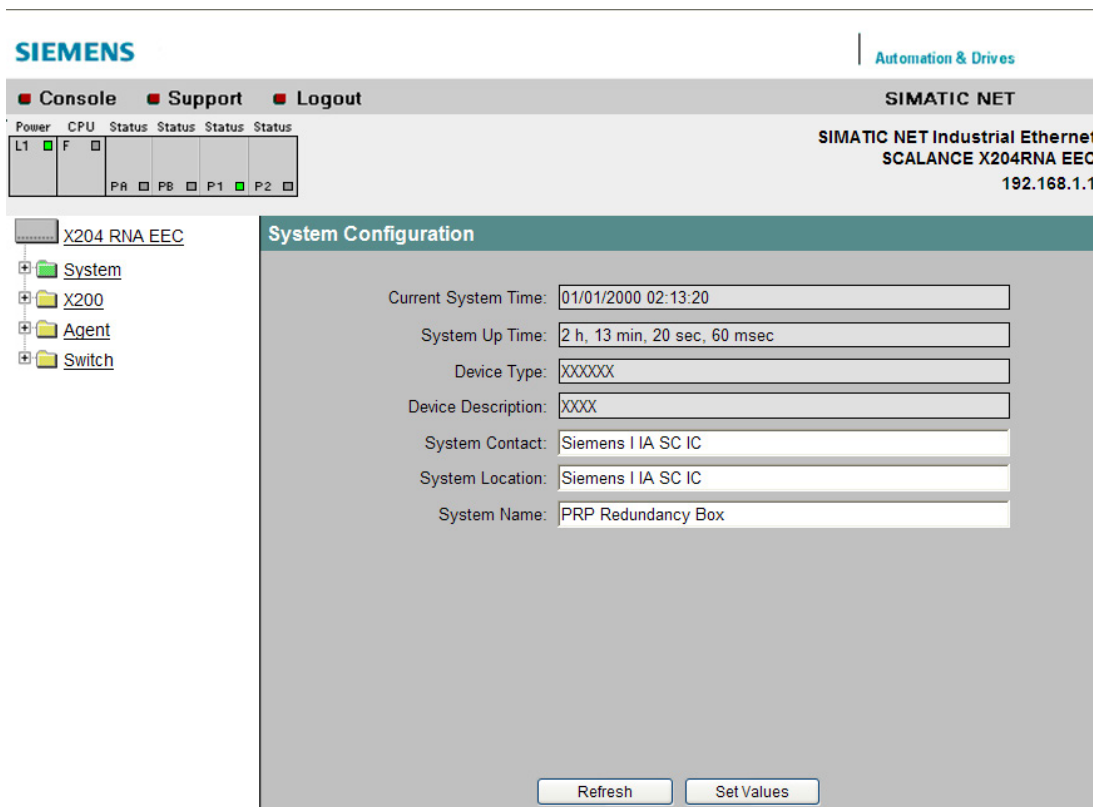 SIEMENS
Automation & Drives
Console Support Logout SIMATIC NET
Power CPU Status Status Status Status
L1 F PA PB P1 P2
SIMATIC NET Industrial Ethernet
SCALANCE X204RNA EEC
192.168.1.1
X204 RNA EEC
System
X200
Agent
Switch
System Configuration
Current System Time: 01/01/2000 02:13:20
System Up Time: 2 h, 13 min, 20 sec, 60 msec
Device Type: XXXXXX
Device Description: XXXX
System Contact: Siemens I IA SC IC
System Location: Siemens I IA SC IC
System Name: PRP Redundancy Box
Refresh Set Values